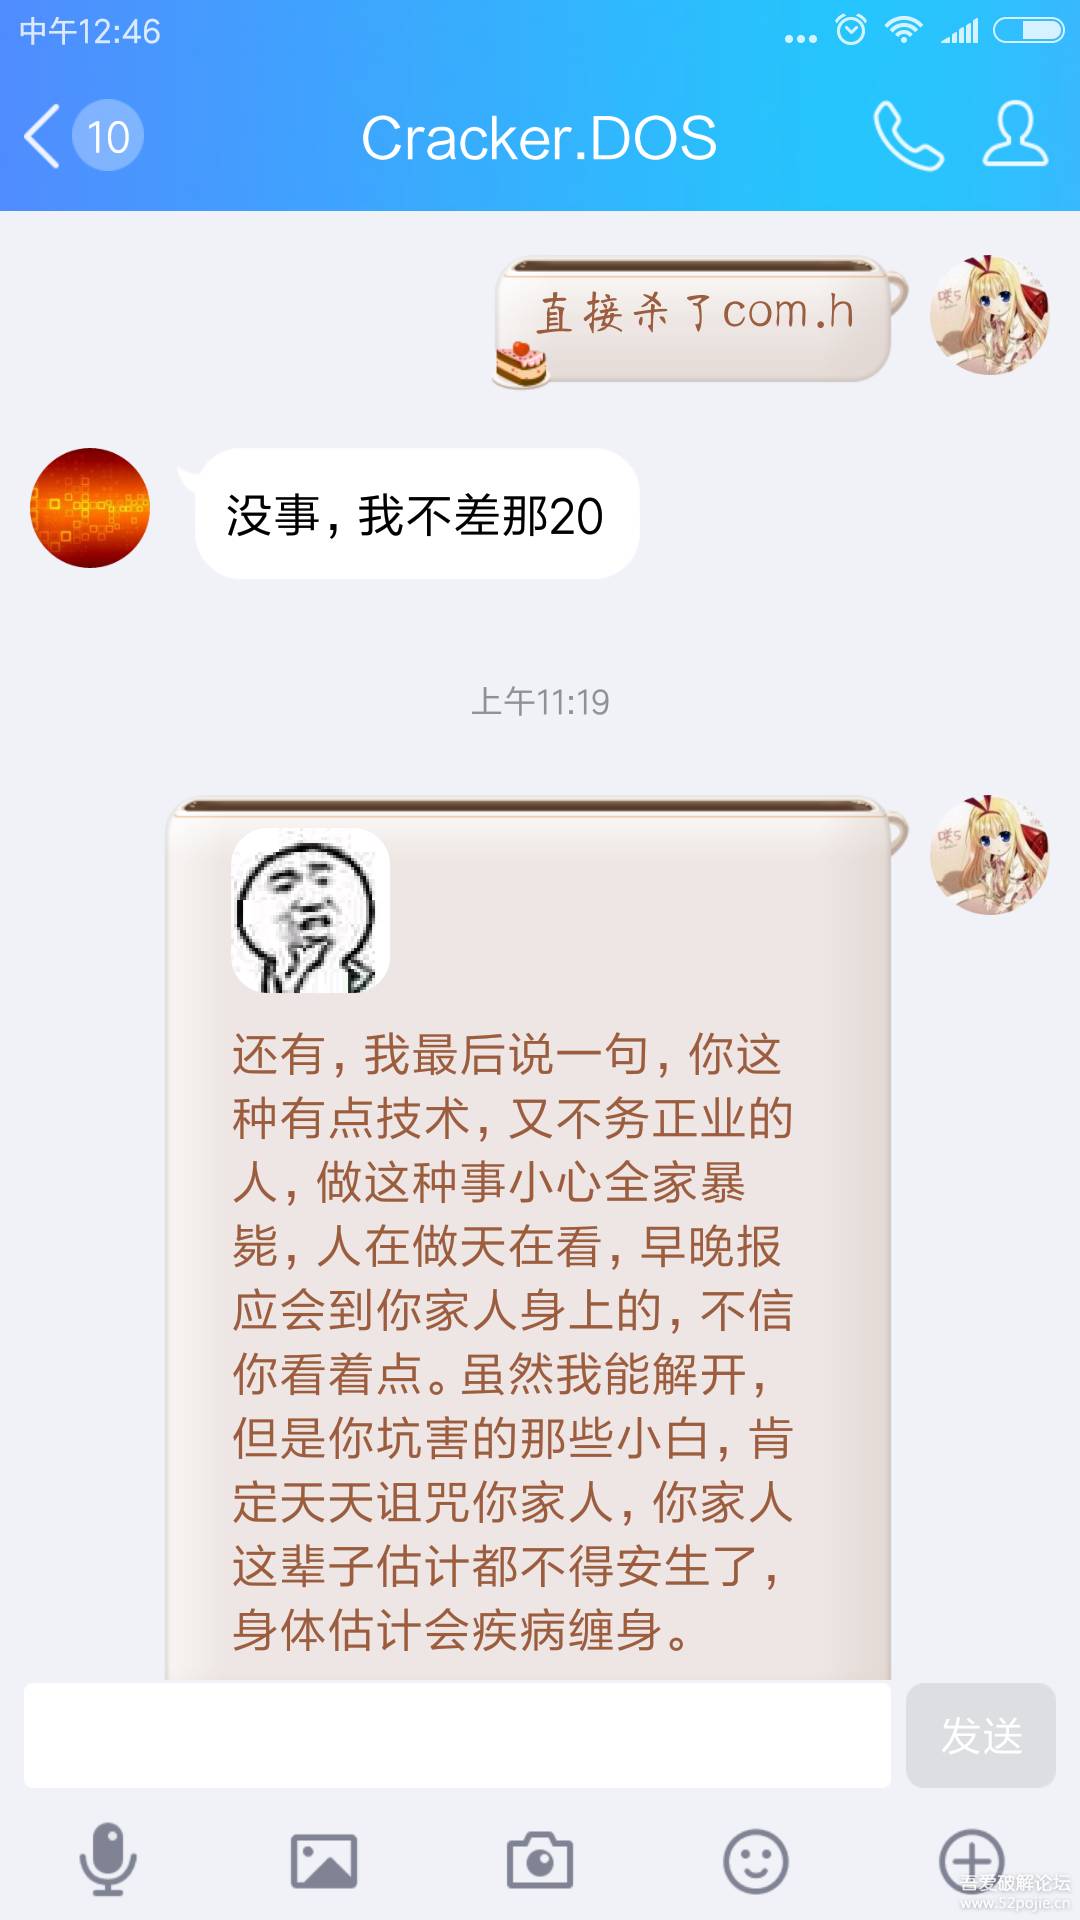 中午12:46
10
Cracker.DOS
直接杀了com.h
没事，我不差那20
上午11:19
还有，我最后说一句，你这
种有点技术，又不务正业的
人，做这种事小心全家暴
毙，人在做天在看，早晚报
应会到你家人身上的，不信
你看着点。虽然我能解开，
但是你坑害的那些小白，肯
定天天诅咒你家人，你家人
这辈子估计都不得安生了，
身体估计会疾病缠身。
发送
吾爱破解论坛
www.52pojie.cn